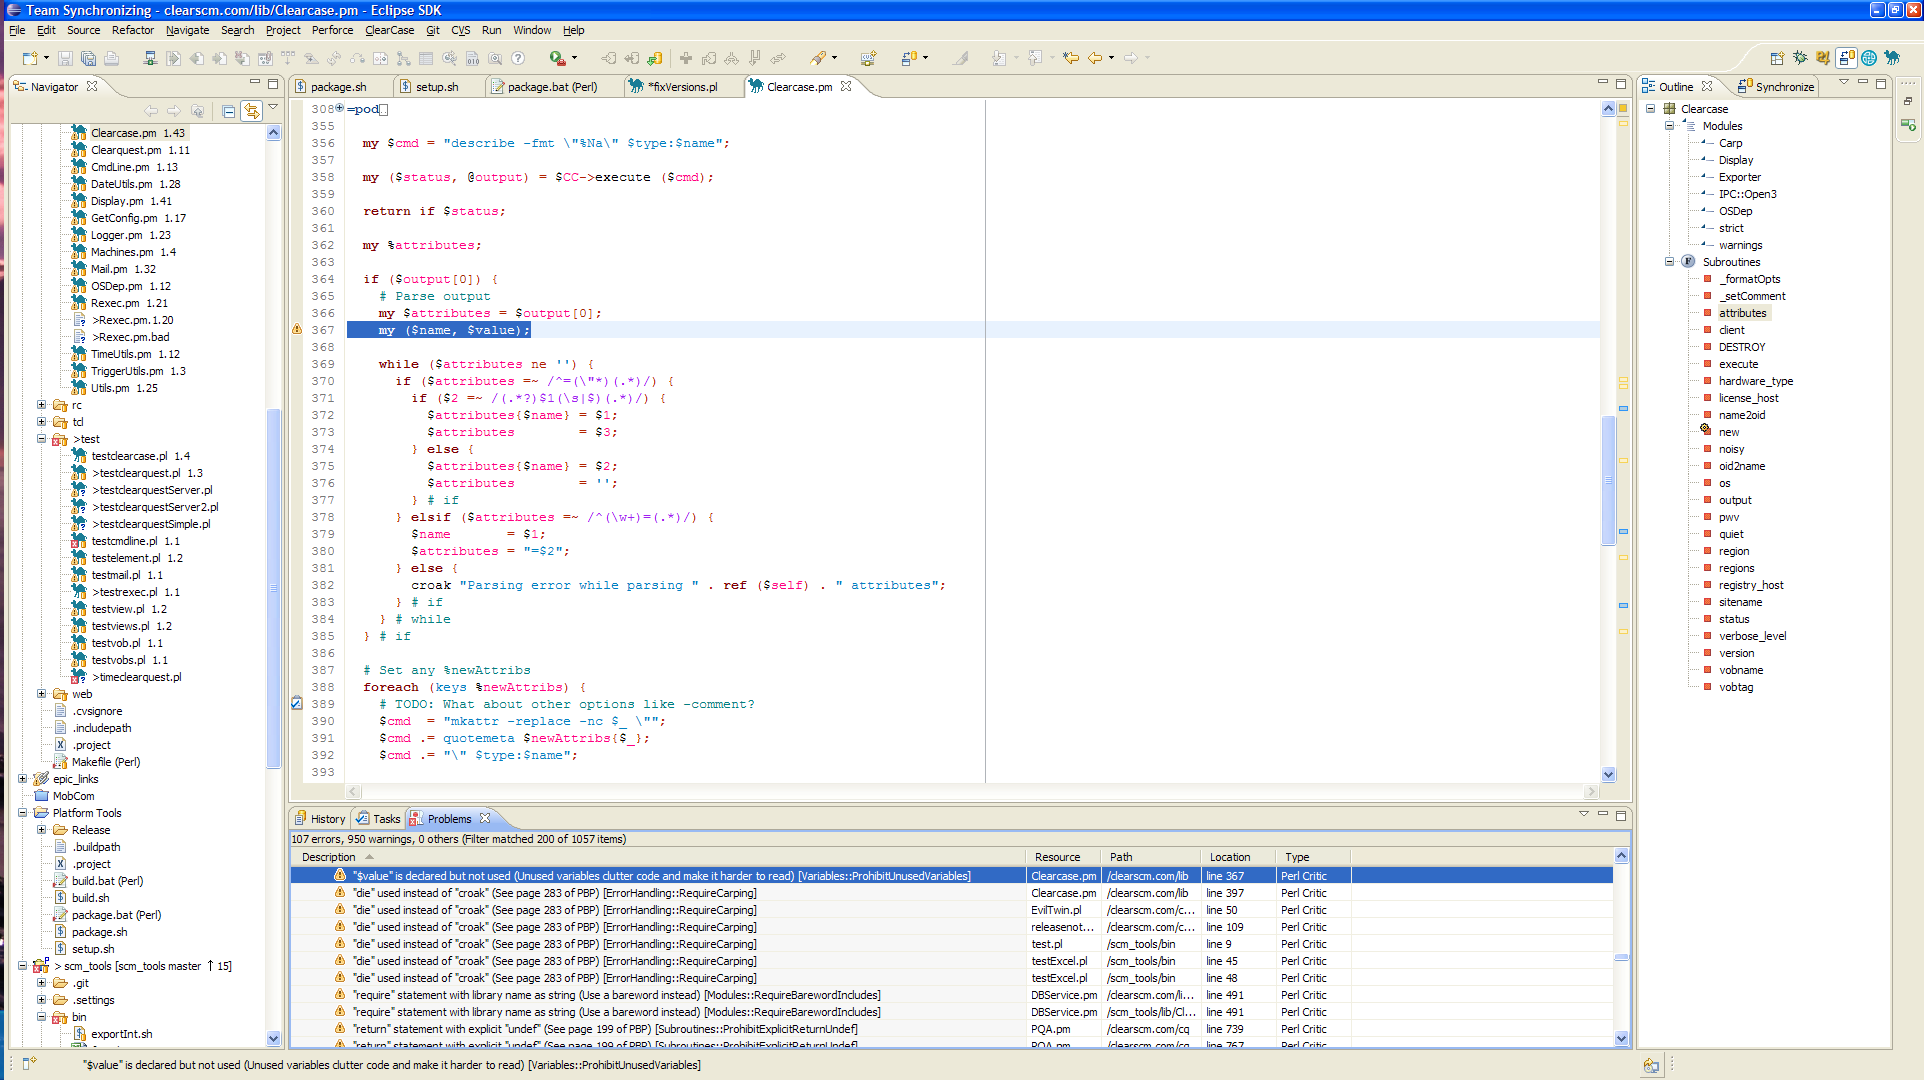 Team Synchronizing - clearscm.com/lib/Clearcase.pm - Eclipse SDK
File Edit Source Refactor Navigate Search Project Perforce ClearCase Git CVS Run Window Help
Navigator
Clearcase.pm 1.43
Clearquest.pm 1.11
CmdLine.pm 1.13
DateUtils.pm 1.28
Display.pm 1.41
GetConfig.pm 1.17
Logger.pm 1.23
Machines.pm 1.4
Mail.pm 1.32
OSDep.pm 1.12
Rexec.pm 1.21
>Rexec.pm.1.20
>Rexec.pm.bad
TimeUtils.pm 1.12
TriggerUtils.pm 1.3
Utils.pm 1.25
rc
tcl
>test
testclearcase.pl 1.4
>testclearquest.pl 1.3
>testclearquestServer.pl
>testclearquestServer2.pl
>testclearquestSimple.pl
testcmdline.pl 1.1
testelement.pl 1.2
testmail.pl 1.1
>testrexec.pl 1.1
testview.pl 1.2
testviews.pl 1.2
testvob.pl 1.1
testvobs.pl 1.1
>timeclearquest.pl
web
.cvsignore
.includepath
.project
Makefile (Perl)
epic_links
MobCom
Platform Tools
Release
.buildpath
.project
build.bat (Perl)
build.sh
package.bat (Perl)
package.sh
setup.sh
> scm_tools [scm_tools master ↑ 15]
.git
.settings
bin
exportInt.sh
package.sh setup.sh package.bat (Perl) *fixVersions.pl Clearcase.pm
308 =pod
355
356 my $cmd = "describe -fmt \"%Na\" $type:$name";
357
358 my ($status, @output) = $CC->execute ($cmd);
359
360 return if $status;
361
362 my %attributes;
363
364 if ($output[0]) {
365 # Parse output
366 my $attributes = $output[0];
367 my ($name, $value);
368
369 while ($attributes ne '') {
370 if ($attributes =~ /^=(\"*)(.*)/) {
371 if ($2 =~ /(.*?)$1(\s|$)(.*)/) {
372 $attributes{$name} = $1;
373 $attributes = $3;
374 } else {
375 $attributes{$name} = $2;
376 $attributes = '';
377 } # if
378 } elsif ($attributes =~ /^(\w+)=(.*)/) {
379 $name = $1;
380 $attributes = "=$2";
381 } else {
382 croak "Parsing error while parsing " . ref ($self) . " attributes";
383 } # if
384 } # while
385 } # if
386
387 # Set any %newAttribs
388 foreach (keys %newAttribs) {
389 # TODO: What about other options like -comment?
390 $cmd = "mkattr -replace -nc $_ \"";
391 $cmd .= quotemeta $newAttribs{$_};
392 $cmd .= "\" $type:$name";
393
History Tasks Problems
107 errors, 950 warnings, 0 others (Filter matched 200 of 1057 items)
Description Resource Path Location Type
"$value" is declared but not used (Unused variables clutter code and make it harder to read) [Variables::ProhibitUnusedVariables] Clearcase.pm /clearscm.com/lib line 367 Perl Critic
"die" used instead of "croak" (See page 283 of PBP) [ErrorHandling::RequireCarping] Clearcase.pm /clearscm.com/lib line 397 Perl Critic
"die" used instead of "croak" (See page 283 of PBP) [ErrorHandling::RequireCarping] EvilTwin.pl /clearscm.com/c... line 50 Perl Critic
"die" used instead of "croak" (See page 283 of PBP) [ErrorHandling::RequireCarping] releasenot... /clearscm.com/c... line 109 Perl Critic
"die" used instead of "croak" (See page 283 of PBP) [ErrorHandling::RequireCarping] test.pl /scm_tools/bin line 9 Perl Critic
"die" used instead of "croak" (See page 283 of PBP) [ErrorHandling::RequireCarping] testExcel.pl /scm_tools/bin line 45 Perl Critic
"die" used instead of "croak" (See page 283 of PBP) [ErrorHandling::RequireCarping] testExcel.pl /scm_tools/bin line 48 Perl Critic
"require" statement with library name as string (Use a bareword instead) [Modules::RequireBarewordIncludes] DBService.pm /clearscm.com/li... line 491 Perl Critic
"require" statement with library name as string (Use a bareword instead) [Modules::RequireBarewordIncludes] DBService.pm /scm_tools/lib/Cl... line 491 Perl Critic
"return" statement with explicit "undef" (See page 199 of PBP) [Subroutines::ProhibitExplicitReturnUndef] PQA.pm /clearscm.com/cq line 739 Perl Critic
"return" statement with explicit "undef" (See page 199 of PBP) [Subroutines::ProhibitExplicitReturnUndef] PQA.pm /clearscm.com/cq line 767 Perl Critic
Outline Synchronize
Clearcase
Modules
Carp
Display
Exporter
IPC::Open3
OSDep
strict
warnings
Subroutines
_formatOpts
_setComment
attributes
client
DESTROY
execute
hardware_type
license_host
name2oid
new
noisy
oid2name
os
output
pwv
quiet
region
regions
registry_host
sitename
status
verbose_level
version
vobname
vobtag
"$value" is declared but not used (Unused variables clutter code and make it harder to read) [Variables::ProhibitUnusedVariables]